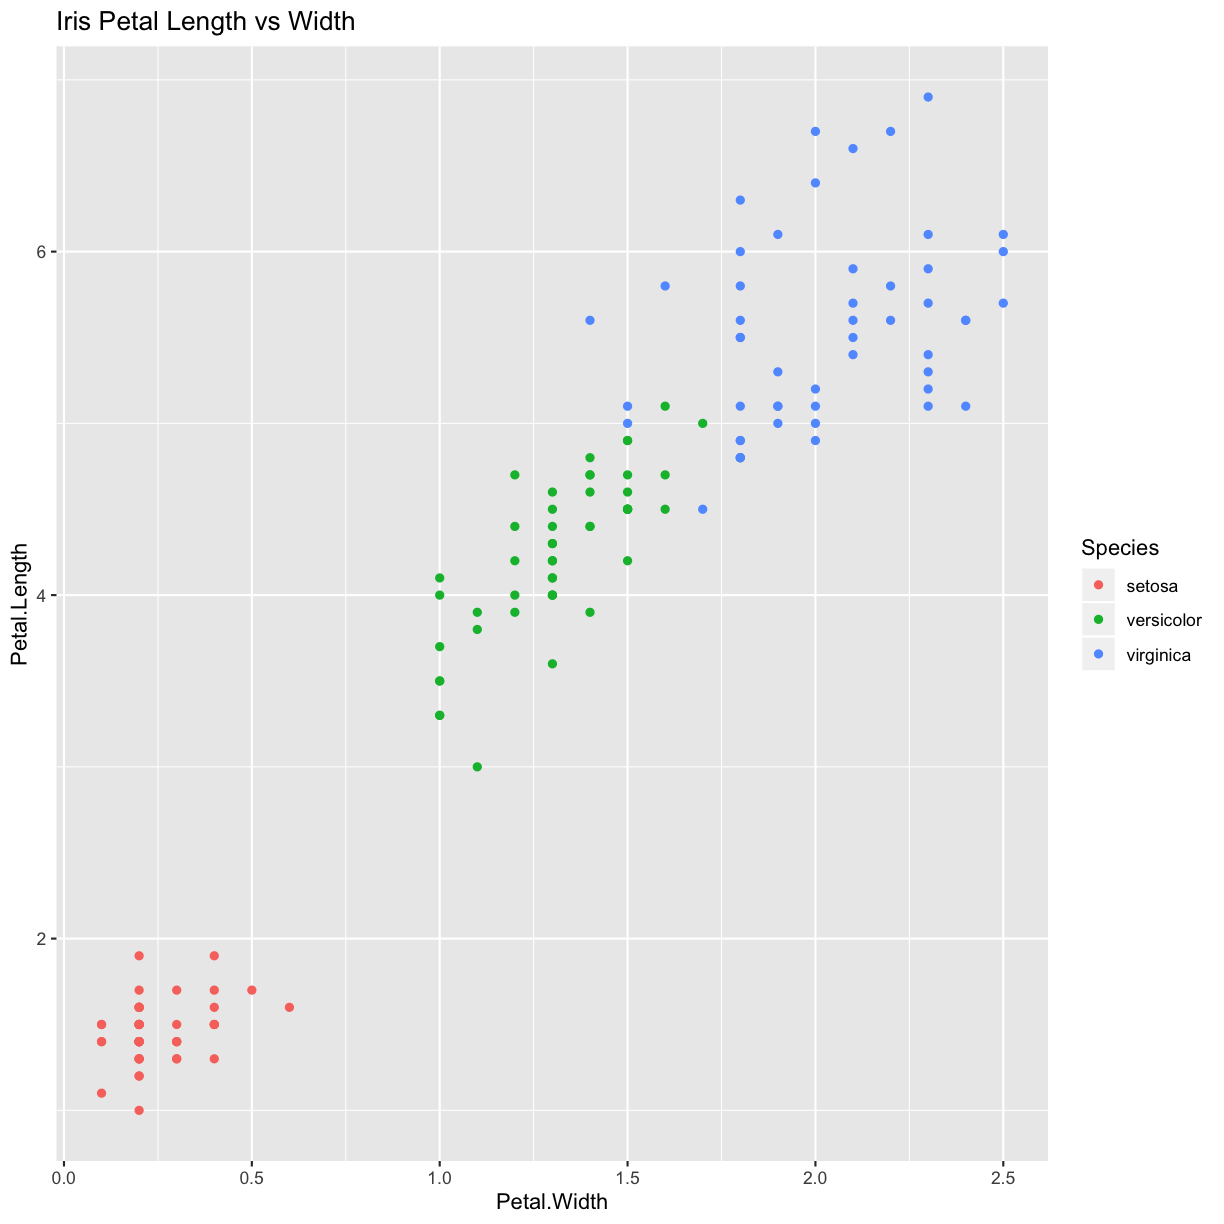 Iris Petal Length vs Width
Petal.Length
6
4
2
0.0 0.5 1.0 1.5 2.0 2.5
Petal.Width
Species
setosa
versicolor
virginica